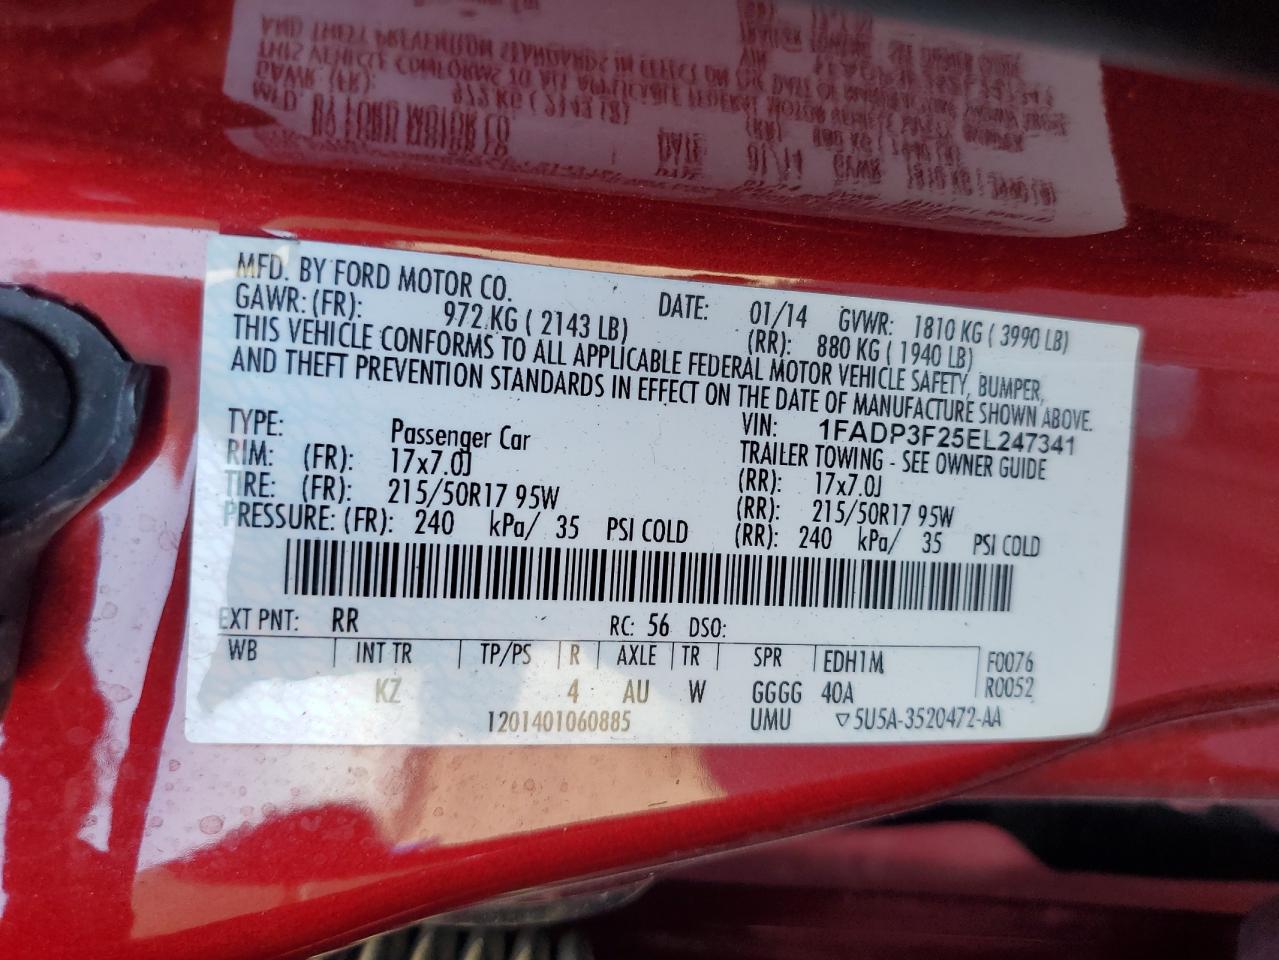 MFD. BY FORD MOTOR CO.
DATE: 01/14 GVWR: 1810 KG ( 3990 LB)
GAWR: (FR): 972 KG ( 2143 LB) (RR): 880 KG ( 1940 LB)
THIS VEHICLE CONFORMS TO ALL APPLICABLE FEDERAL MOTOR VEHICLE SAFETY, BUMPER,
AND THEFT PREVENTION STANDARDS IN EFFECT ON THE DATE OF MANUFACTURE SHOWN ABOVE.
VIN: 1FADP3F25EL247341
TYPE: Passenger Car TRAILER TOWING - SEE OWNER GUIDE
RIM: (FR): 17x7.0J (RR): 17x7.0J
TIRE: (FR): 215/50R17 95W (RR): 215/50R17 95W
PRESSURE: (FR): 240 kPa/ 35 PSI COLD (RR): 240 kPa/ 35 PSI COLD
EXT PNT: RR RC: 56 DSO:
WB INT TR TP/PS R AXLE TR SPR EDH1M F0076
KZ 4 AU W GGGG 40A R0052
1201401060885 UMU ▽5U5A-3520472-AA